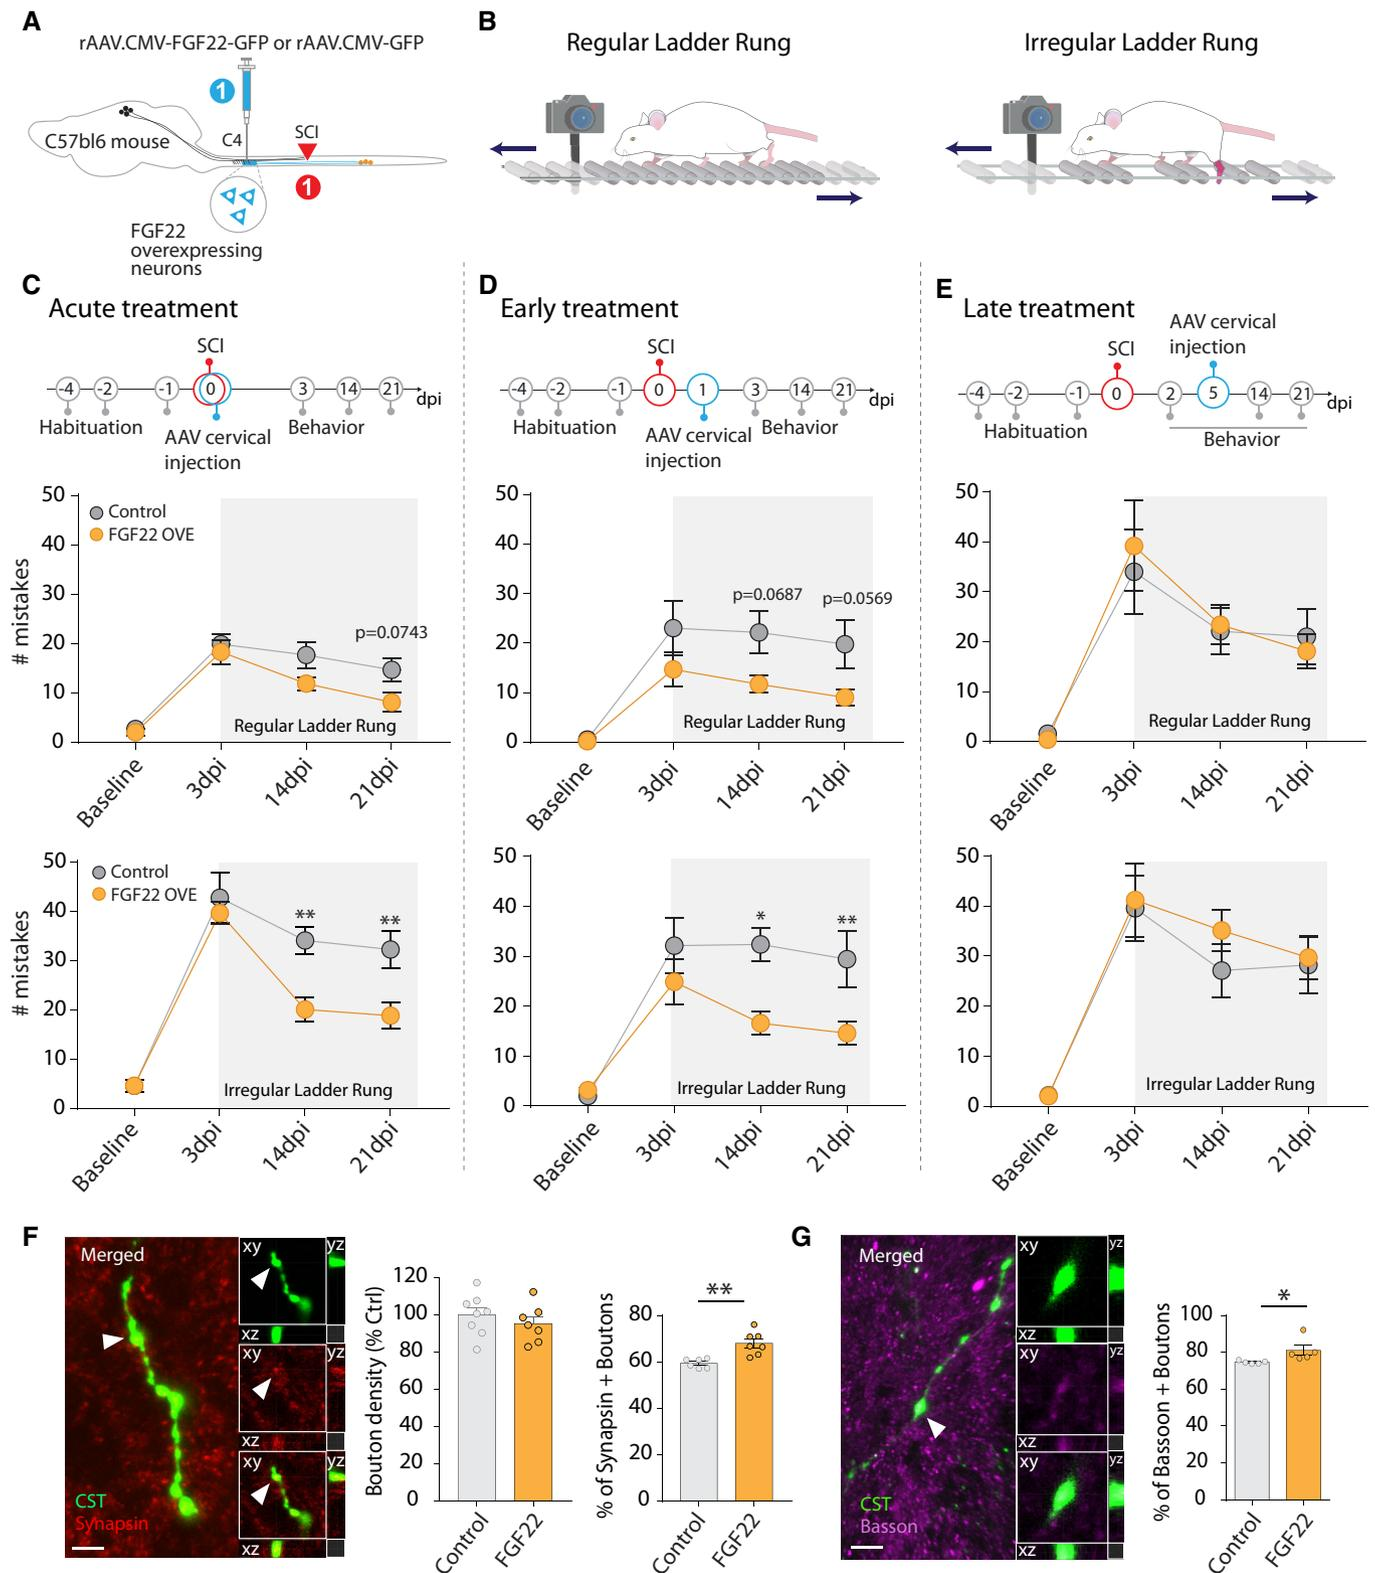 A
rAAV.CMV-FGF22-GFP or rAAV.CMV-GFP
1
C57bl6 mouse
C4
SCI
1
FGF22
overexpressing
neurons
B
Regular Ladder Rung
Irregular Ladder Rung
C
Acute treatment
SCI
-4
-2
-1
0
3
14
21
dpi
Habituation
AAV cervical
injection
Behavior
# mistakes
50
40
30
20
10
0
Control
FGF22 OVE
p=0.0743
Regular Ladder Rung
Baseline
3dpi
14dpi
21dpi
# mistakes
50
40
30
20
10
0
Control
FGF22 OVE
**
**
Irregular Ladder Rung
Baseline
3dpi
14dpi
21dpi
D
Early treatment
SCI
-4
-2
-1
0
1
3
14
21
dpi
Habituation
AAV cervical
injection
Behavior
50
40
30
20
10
0
p=0.0687
p=0.0569
Regular Ladder Rung
Baseline
3dpi
14dpi
21dpi
50
40
30
20
10
0
*
**
Irregular Ladder Rung
Baseline
3dpi
14dpi
21dpi
E
Late treatment
AAV cervical
injection
SCI
-4
-2
-1
0
2
5
14
21
dpi
Habituation
Behavior
50
40
30
20
10
0
Regular Ladder Rung
Baseline
3dpi
14dpi
21dpi
50
40
30
20
10
0
Irregular Ladder Rung
Baseline
3dpi
14dpi
21dpi
F
Merged
CST
Synapsin
xy
yz
xz
xy
yz
xz
xy
yz
xz
Bouton density (% Ctrl)
120
100
80
60
40
20
0
Control
FGF22
% of Synapsin + Boutons
80
60
40
20
0
**
Control
FGF22
G
Merged
CST
Basson
xy
yz
xz
xy
yz
xz
xy
yz
xz
% of Bassoon + Boutons
100
80
60
40
20
0
*
Control
FGF22